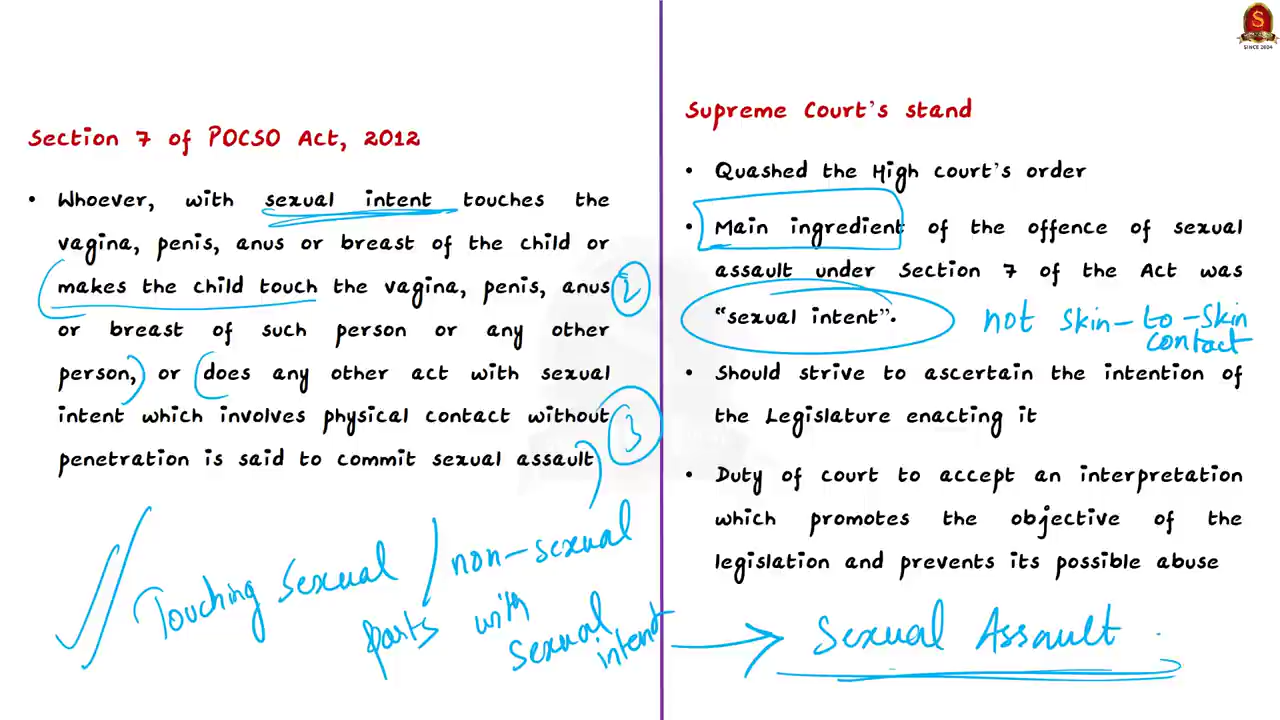 S
SINCE 2004
Section 7 of POCSO Act, 2012
• Whoever, with sexual intent touches the
vagina, penis, anus or breast of the child or
makes the child touch the vagina, penis, anus
2
or breast of such person or any other
person, or does any other act with sexual
intent which involves physical contact without
3
penetration is said to commit sexual assault
Touching sexual / non-sexual
parts with
sexual
intent
Supreme Court's stand
• Quashed the High court's order
• Main ingredient of the offence of sexual
assault under Section 7 of the Act was
"sexual intent".
not skin-to-skin
contact
• Should strive to ascertain the intention of
the Legislature enacting it
• Duty of court to accept an interpretation
which promotes the objective of the
legislation and prevents its possible abuse
→ Sexual Assault